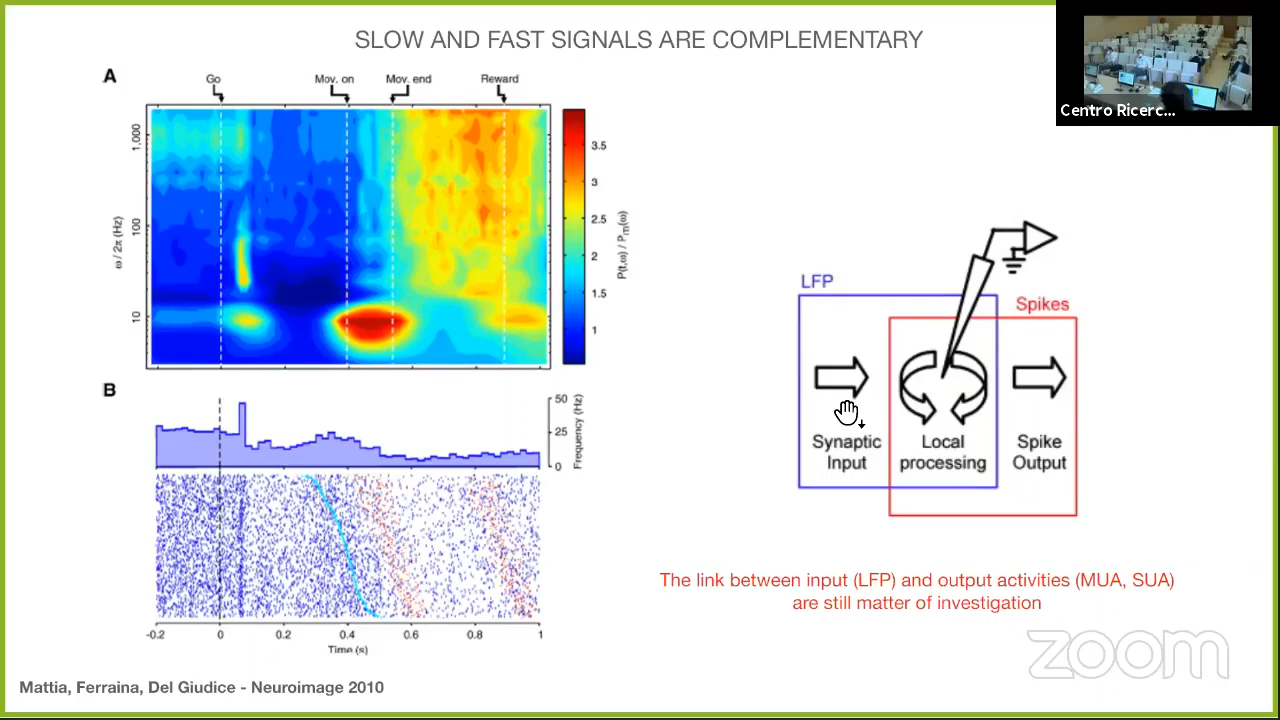 SLOW AND FAST SIGNALS ARE COMPLEMENTARY
Centro Ricerc...
A
Go
Mov. on
Mov. end
Reward
1,000
100
10
ω / 2π (Hz)
3.5
3
2.5
2
1.5
1
P(t,ω) / Pm(ω)
B
50
25
0
Frequency (Hz)
-0.2
0
0.2
0.4
0.6
0.8
1
Time (s)
LFP
Spikes
Synaptic
Input
Local
processing
Spike
Output
The link between input (LFP) and output activities (MUA, SUA)
are still matter of investigation
zoom
Mattia, Ferraina, Del Giudice - Neuroimage 2010